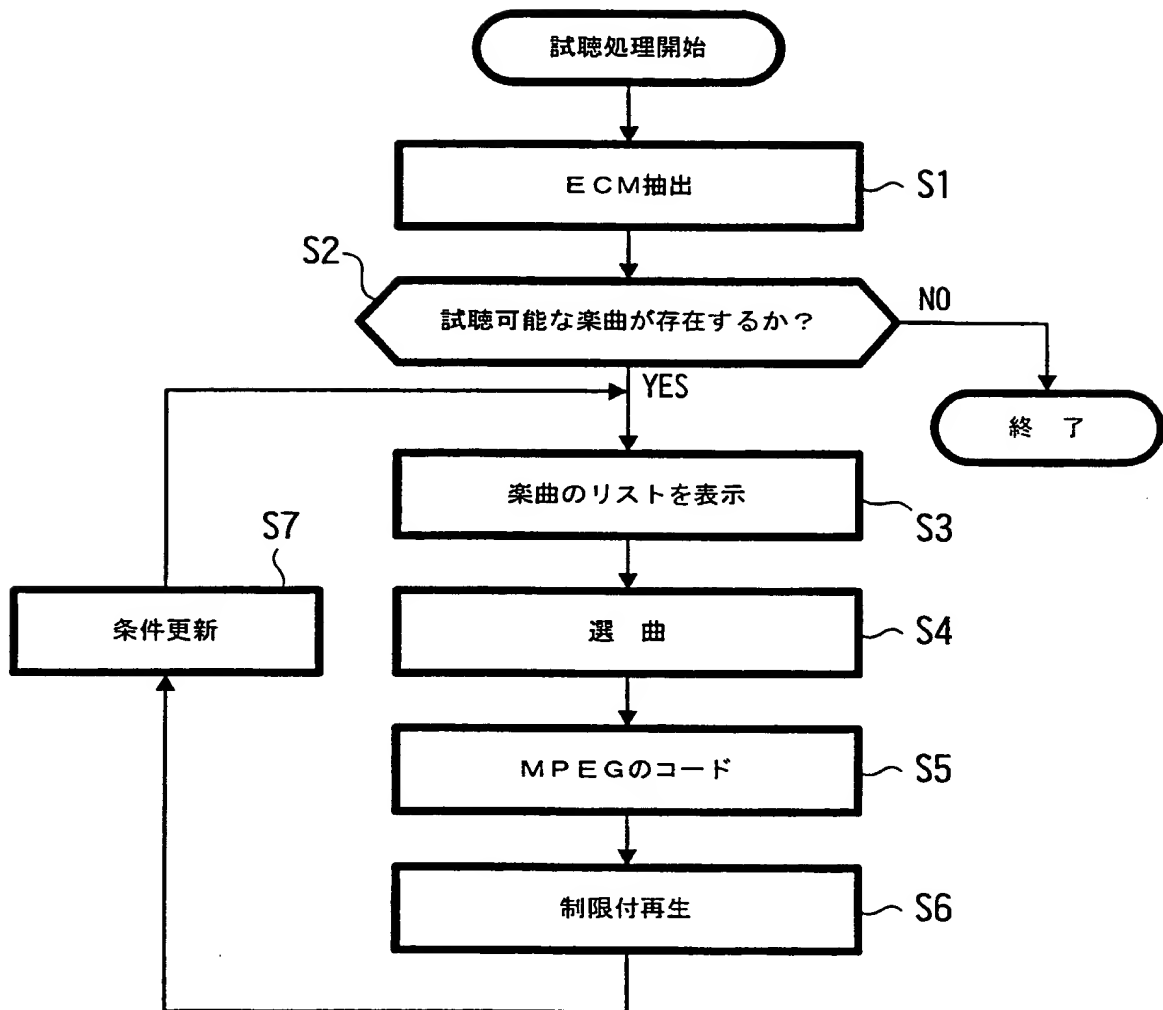 試聴処理開始
ECM抽出
S1
S2
試聴可能な楽曲が存在するか?
NO
YES
終 了
楽曲のリストを表示
S3
S7
条件更新
選 曲
S4
MPEGのコード
S5
制限付再生
S6